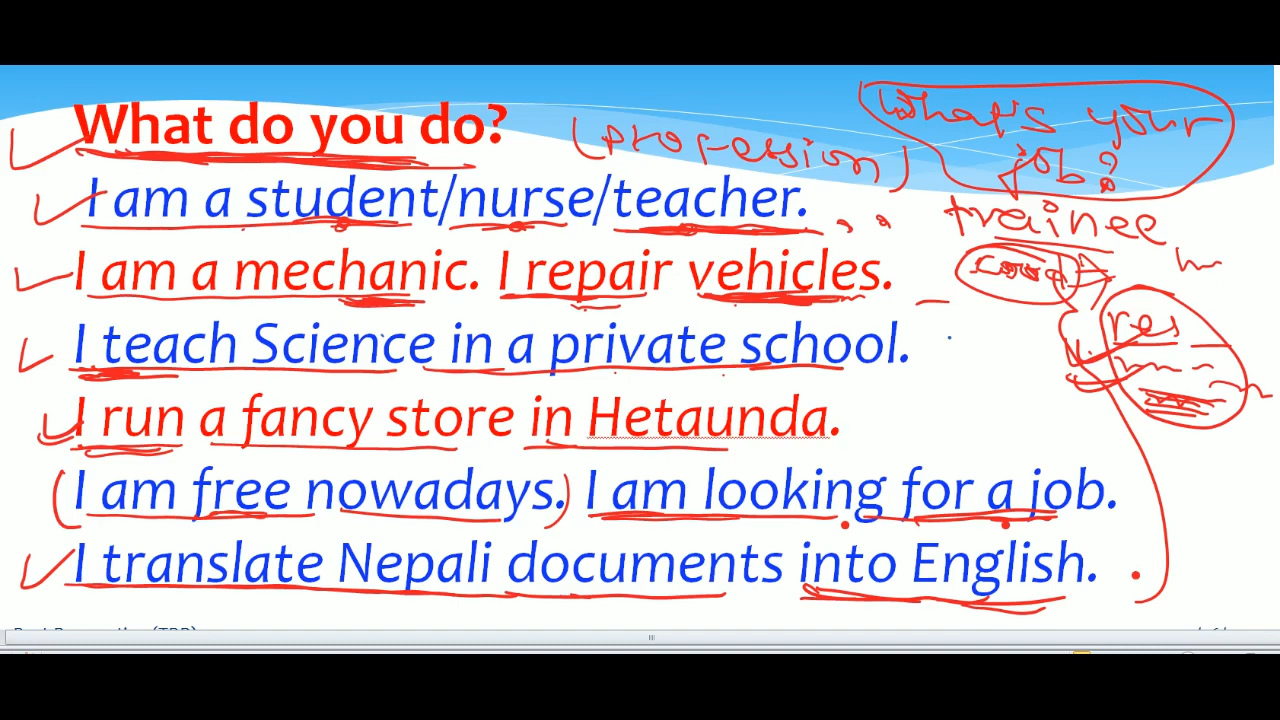 What do you do?
(profession)
What's your
job?
I am a student/nurse/teacher.
trainee
I am a mechanic. I repair vehicles.
res
I teach Science in a private school.
I run a fancy store in Hetaunda.
I am free nowadays. I am looking for a job.
I translate Nepali documents into English.